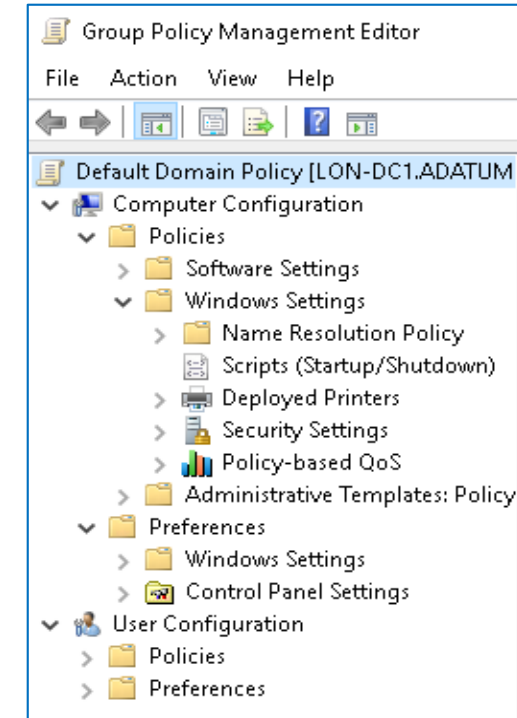 Group Policy Management Editor
File Action View Help
Default Domain Policy [LON-DC1.ADATUM
Computer Configuration
Policies
Software Settings
Windows Settings
Name Resolution Policy
Scripts (Startup/Shutdown)
Deployed Printers
Security Settings
Policy-based QoS
Administrative Templates: Policy
Preferences
Windows Settings
Control Panel Settings
User Configuration
Policies
Preferences